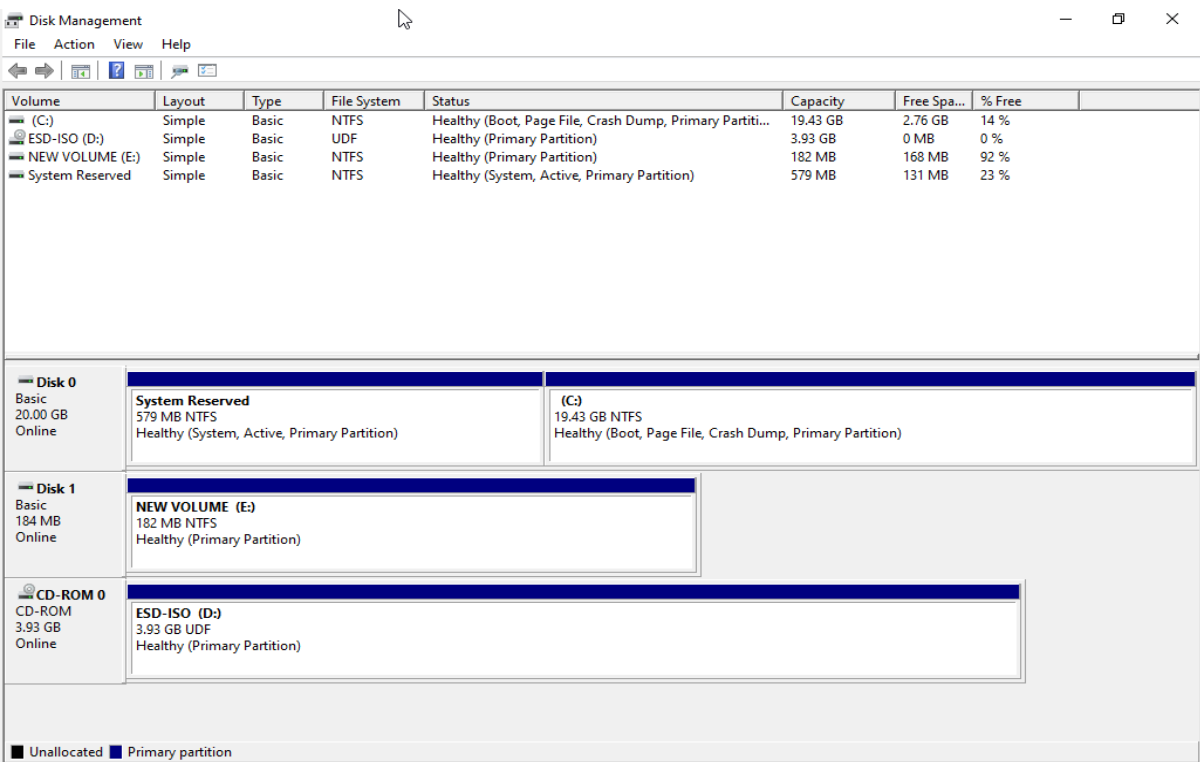 Disk Management
File Action View Help
Volume Layout Type File System Status Capacity Free Spa... % Free
(C:) Simple Basic NTFS Healthy (Boot, Page File, Crash Dump, Primary Partiti... 19.43 GB 2.76 GB 14 %
ESD-ISO (D:) Simple Basic UDF Healthy (Primary Partition) 3.93 GB 0 MB 0 %
NEW VOLUME (E:) Simple Basic NTFS Healthy (Primary Partition) 182 MB 168 MB 92 %
System Reserved Simple Basic NTFS Healthy (System, Active, Primary Partition) 579 MB 131 MB 23 %
Disk 0
Basic
20.00 GB
Online
System Reserved
579 MB NTFS
Healthy (System, Active, Primary Partition)
(C:)
19.43 GB NTFS
Healthy (Boot, Page File, Crash Dump, Primary Partition)
Disk 1
Basic
184 MB
Online
NEW VOLUME (E:)
182 MB NTFS
Healthy (Primary Partition)
CD-ROM 0
CD-ROM
3.93 GB
Online
ESD-ISO (D:)
3.93 GB UDF
Healthy (Primary Partition)
Unallocated Primary partition